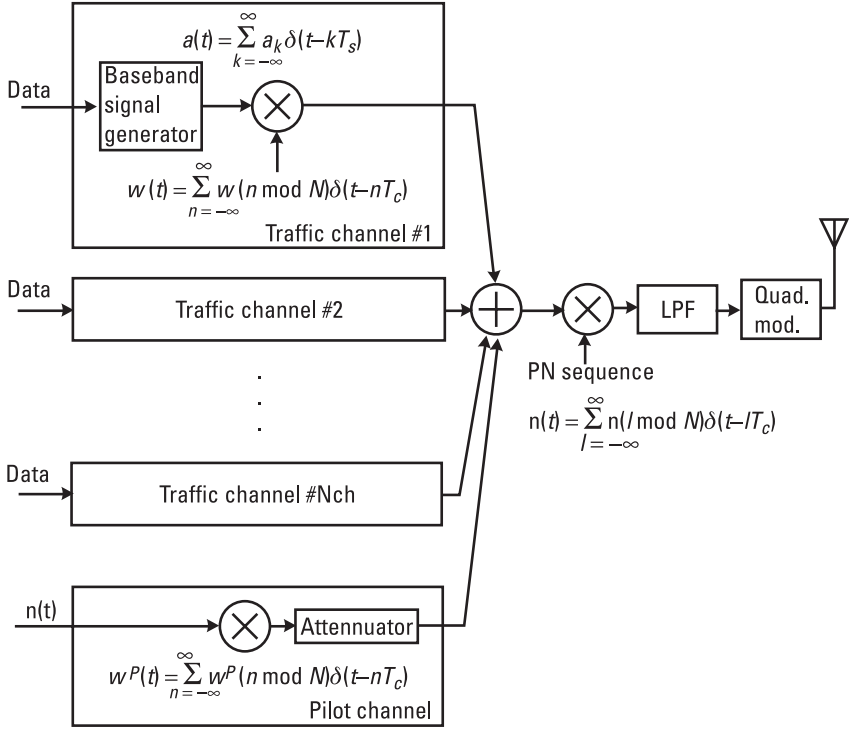 a(t) = ∑ a_k δ(t–kT_s)
∞
k = –∞
Data
Baseband
signal
generator
∞
w(t) = ∑ w(n mod N)δ(t–nT_c)
n = –∞
Traffic channel #1
Data
Traffic channel #2
LPF
Quad.
mod.
PN sequence
∞
n(t) = ∑ n(l mod N)δ(t–lT_c)
l = –∞
.
.
.
Data
Traffic channel #Nch
n(t)
Attennuator
∞
w^P(t) = ∑ w^P(n mod N)δ(t–nT_c)
n = –∞
Pilot channel